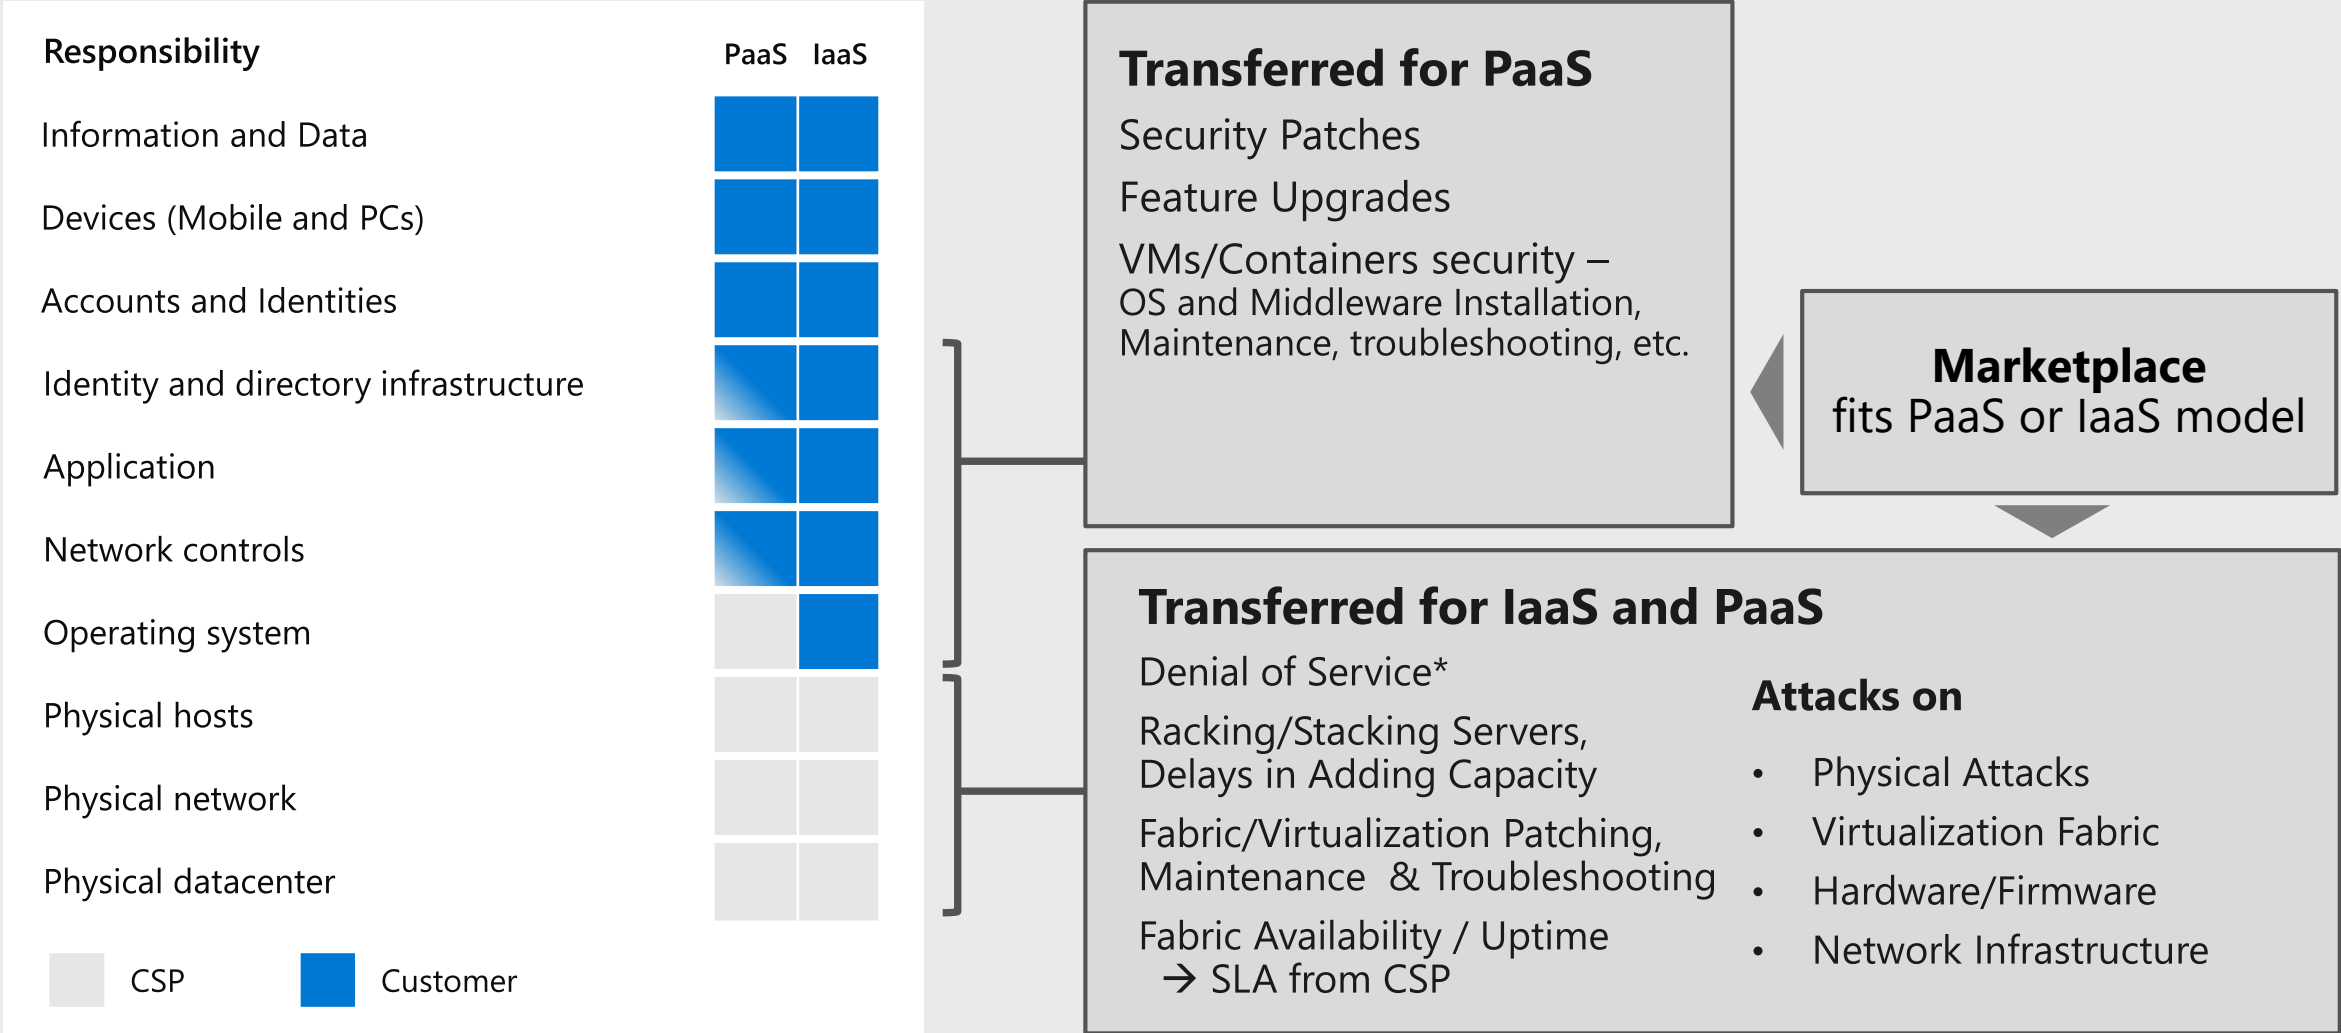 Responsibility PaaS IaaS
Information and Data
Devices (Mobile and PCs)
Accounts and Identities
Identity and directory infrastructure
Application
Network controls
Operating system
Physical hosts
Physical network
Physical datacenter
CSP Customer
Transferred for PaaS
Security Patches
Feature Upgrades
VMs/Containers security –
OS and Middleware Installation,
Maintenance, troubleshooting, etc.
Marketplace
fits PaaS or IaaS model
Transferred for IaaS and PaaS
Denial of Service*
Racking/Stacking Servers,
Delays in Adding Capacity
Fabric/Virtualization Patching,
Maintenance & Troubleshooting
Fabric Availability / Uptime
→ SLA from CSP
Attacks on
• Physical Attacks
• Virtualization Fabric
• Hardware/Firmware
• Network Infrastructure